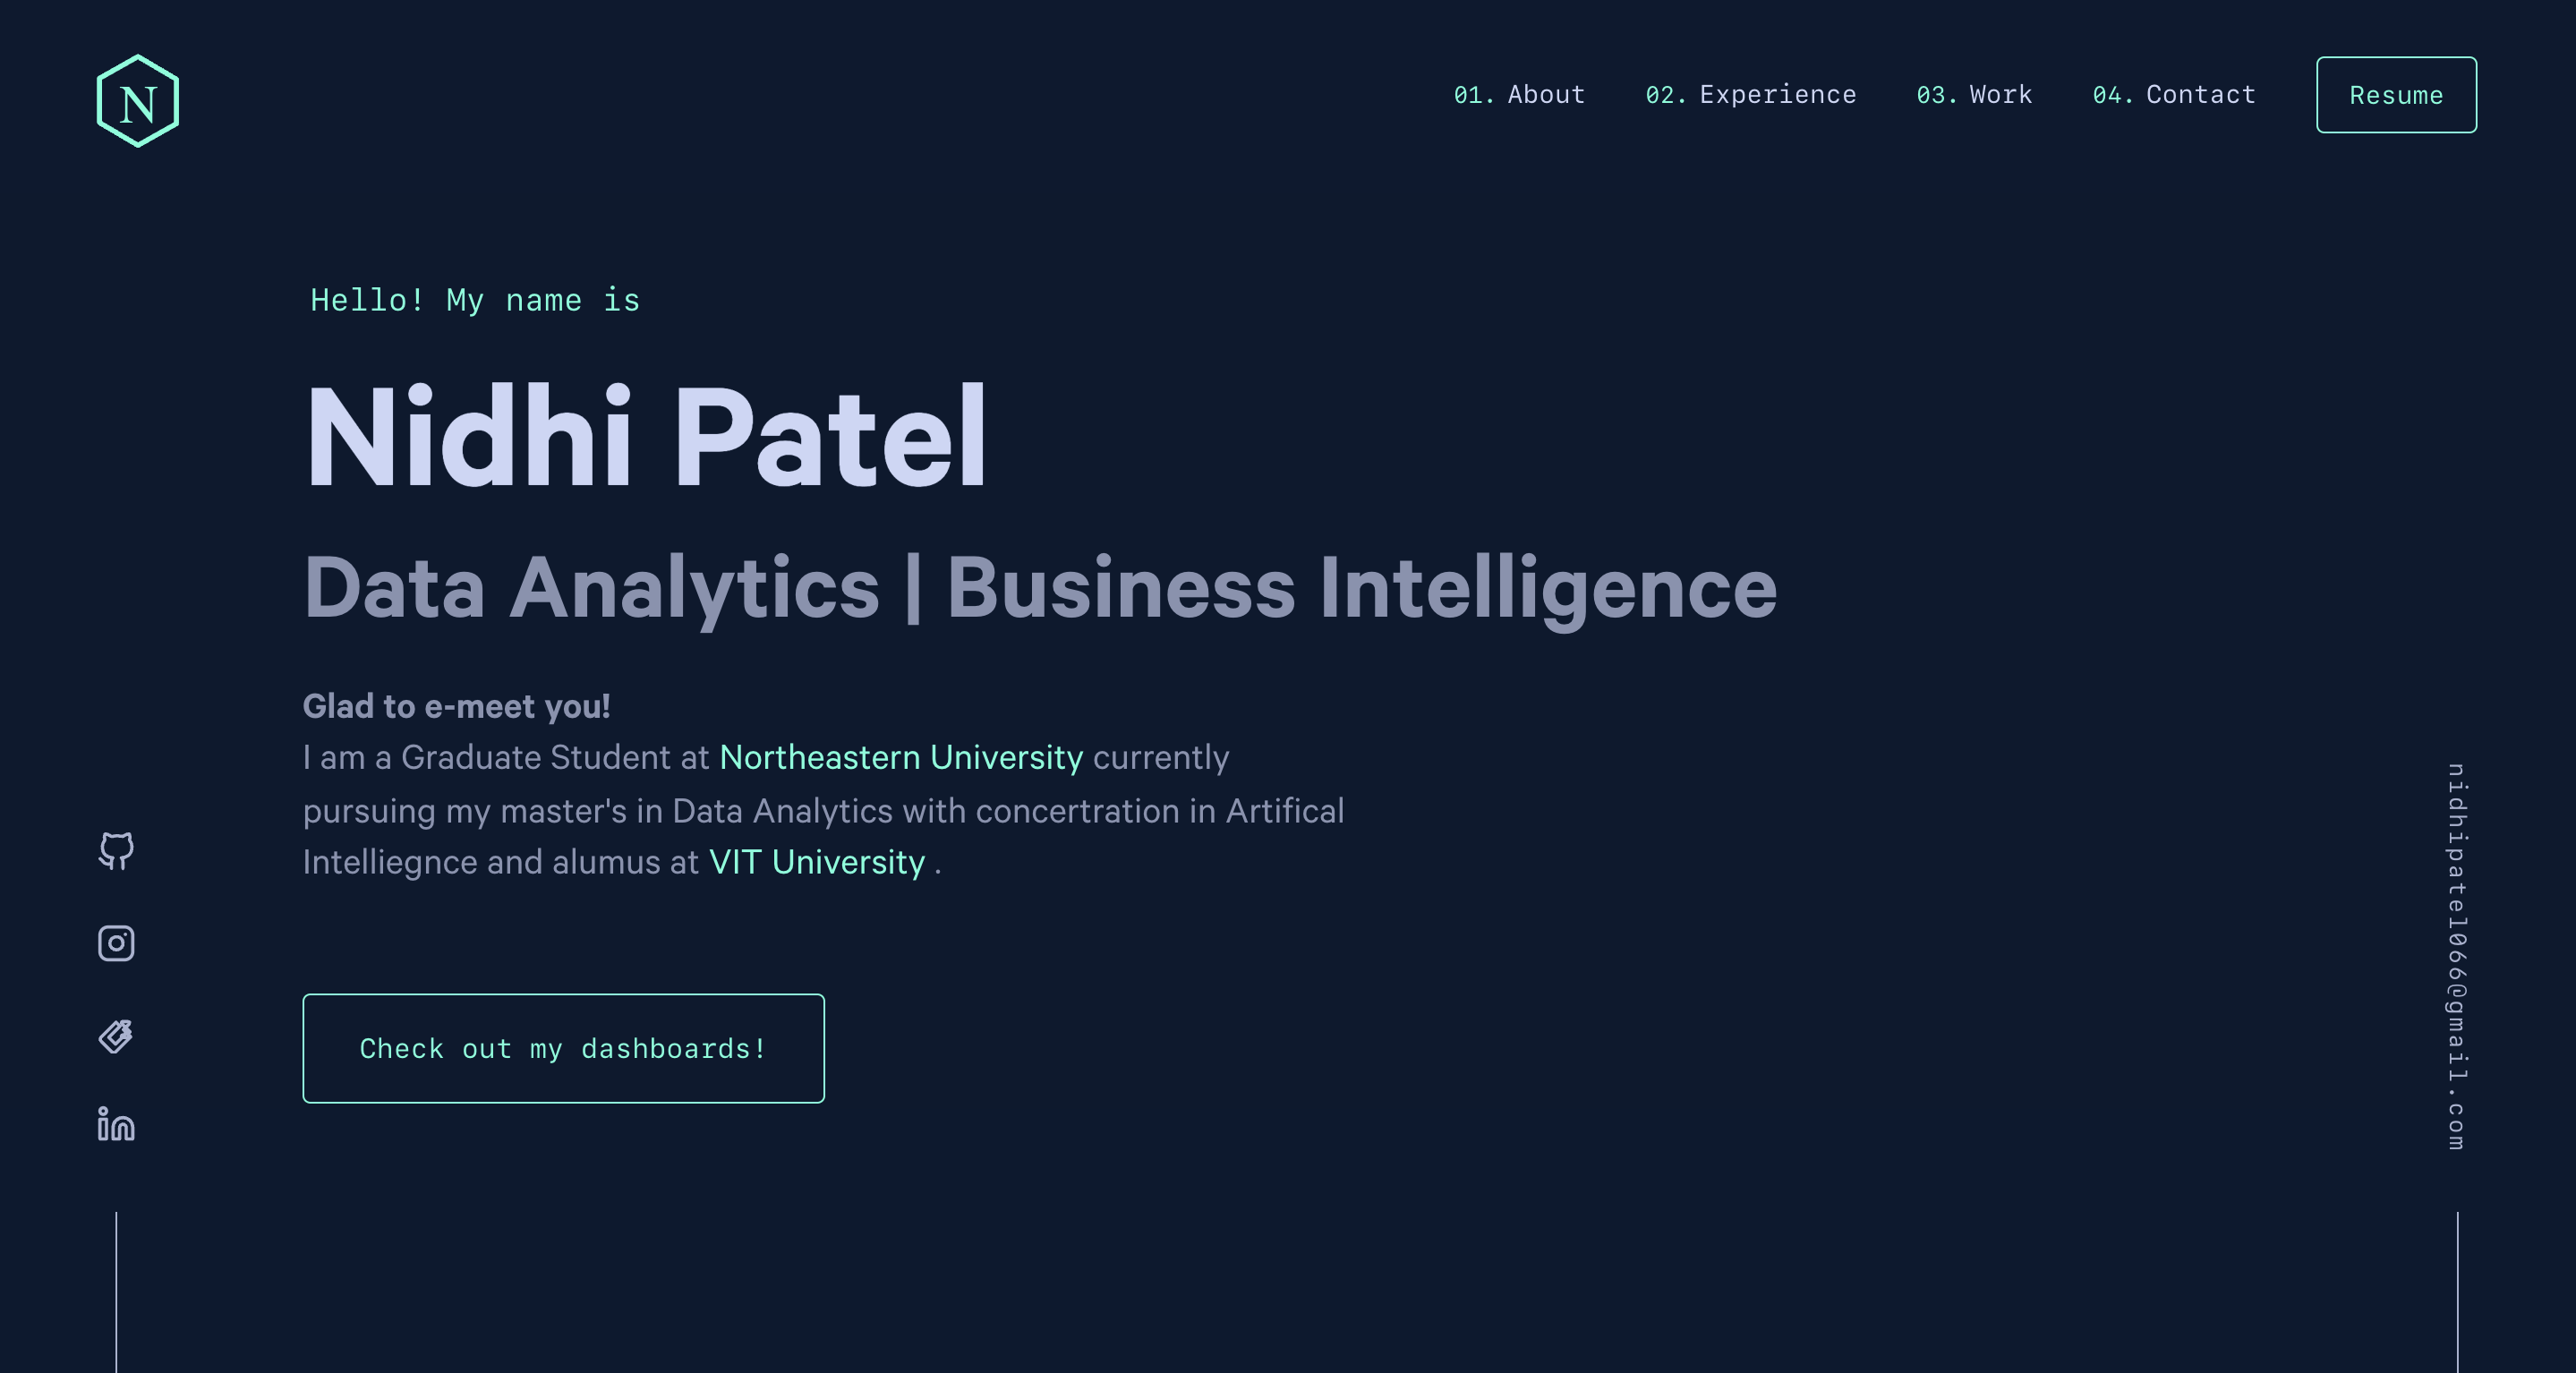 N
01. About 02. Experience 03. Work 04. Contact Resume
Hello! My name is
Nidhi Patel
Data Analytics | Business Intelligence
Glad to e-meet you!
I am a Graduate Student at Northeastern University currently
pursuing my master's in Data Analytics with concertration in Artifical
Intelliegnce and alumus at VIT University .
Check out my dashboards!
in
nidhipatel066@gmail.com